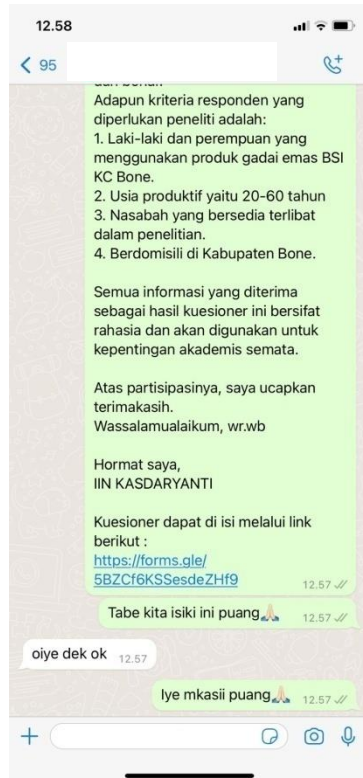 12.58
95
Adapun kriteria responden yang
diperlukan peneliti adalah:
1. Laki-laki dan perempuan yang
menggunakan produk gadai emas BSI
KC Bone.
2. Usia produktif yaitu 20-60 tahun
3. Nasabah yang bersedia terlibat
dalam penelitian.
4. Berdomisili di Kabupaten Bone.
Semua informasi yang diterima
sebagai hasil kuesioner ini bersifat
rahasia dan akan digunakan untuk
kepentingan akademis semata.
Atas partisipasinya, saya ucapkan
terimakasih.
Wassalamualaikum, wr.wb
Hormat saya,
IIN KASDARYANTI
Kuesioner dapat di isi melalui link
berikut :
https://forms.gle/
5BZCf6KSSesdeZHf9 12.57
Tabe kita isiki ini puang🙏🏻 12.57
oiye dek ok 12.57
Iye mkasii puang🙏🏻 12.57